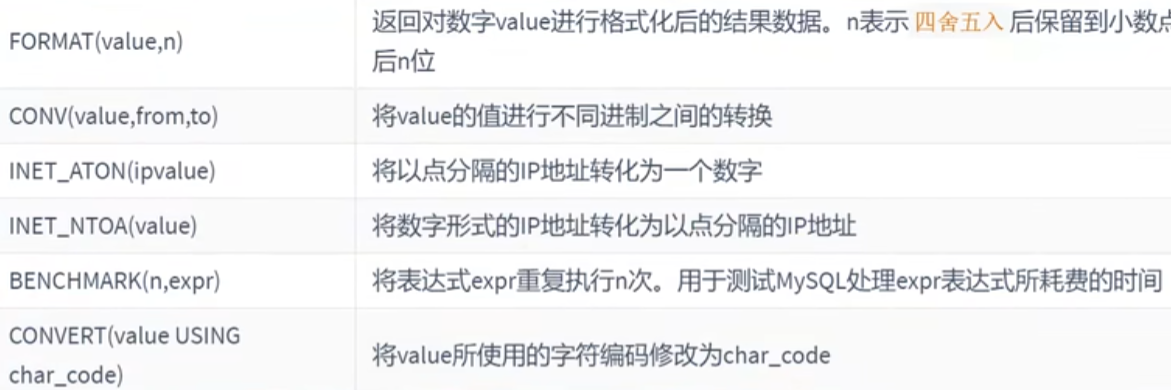 FORMAT(value,n)
返回对数字value进行格式化后的结果数据。n表示 四舍五入 后保留到小数点
后n位
CONV(value,from,to)
将value的值进行不同进制之间的转换
INET_ATON(ipvalue)
将以点分隔的IP地址转化为一个数字
INET_NTOA(value)
将数字形式的IP地址转化为以点分隔的IP地址
BENCHMARK(n,expr)
将表达式expr重复执行n次。用于测试MySQL处理expr表达式所耗费的时间
CONVERT(value USING
char_code)
将value所使用的字符编码修改为char_code